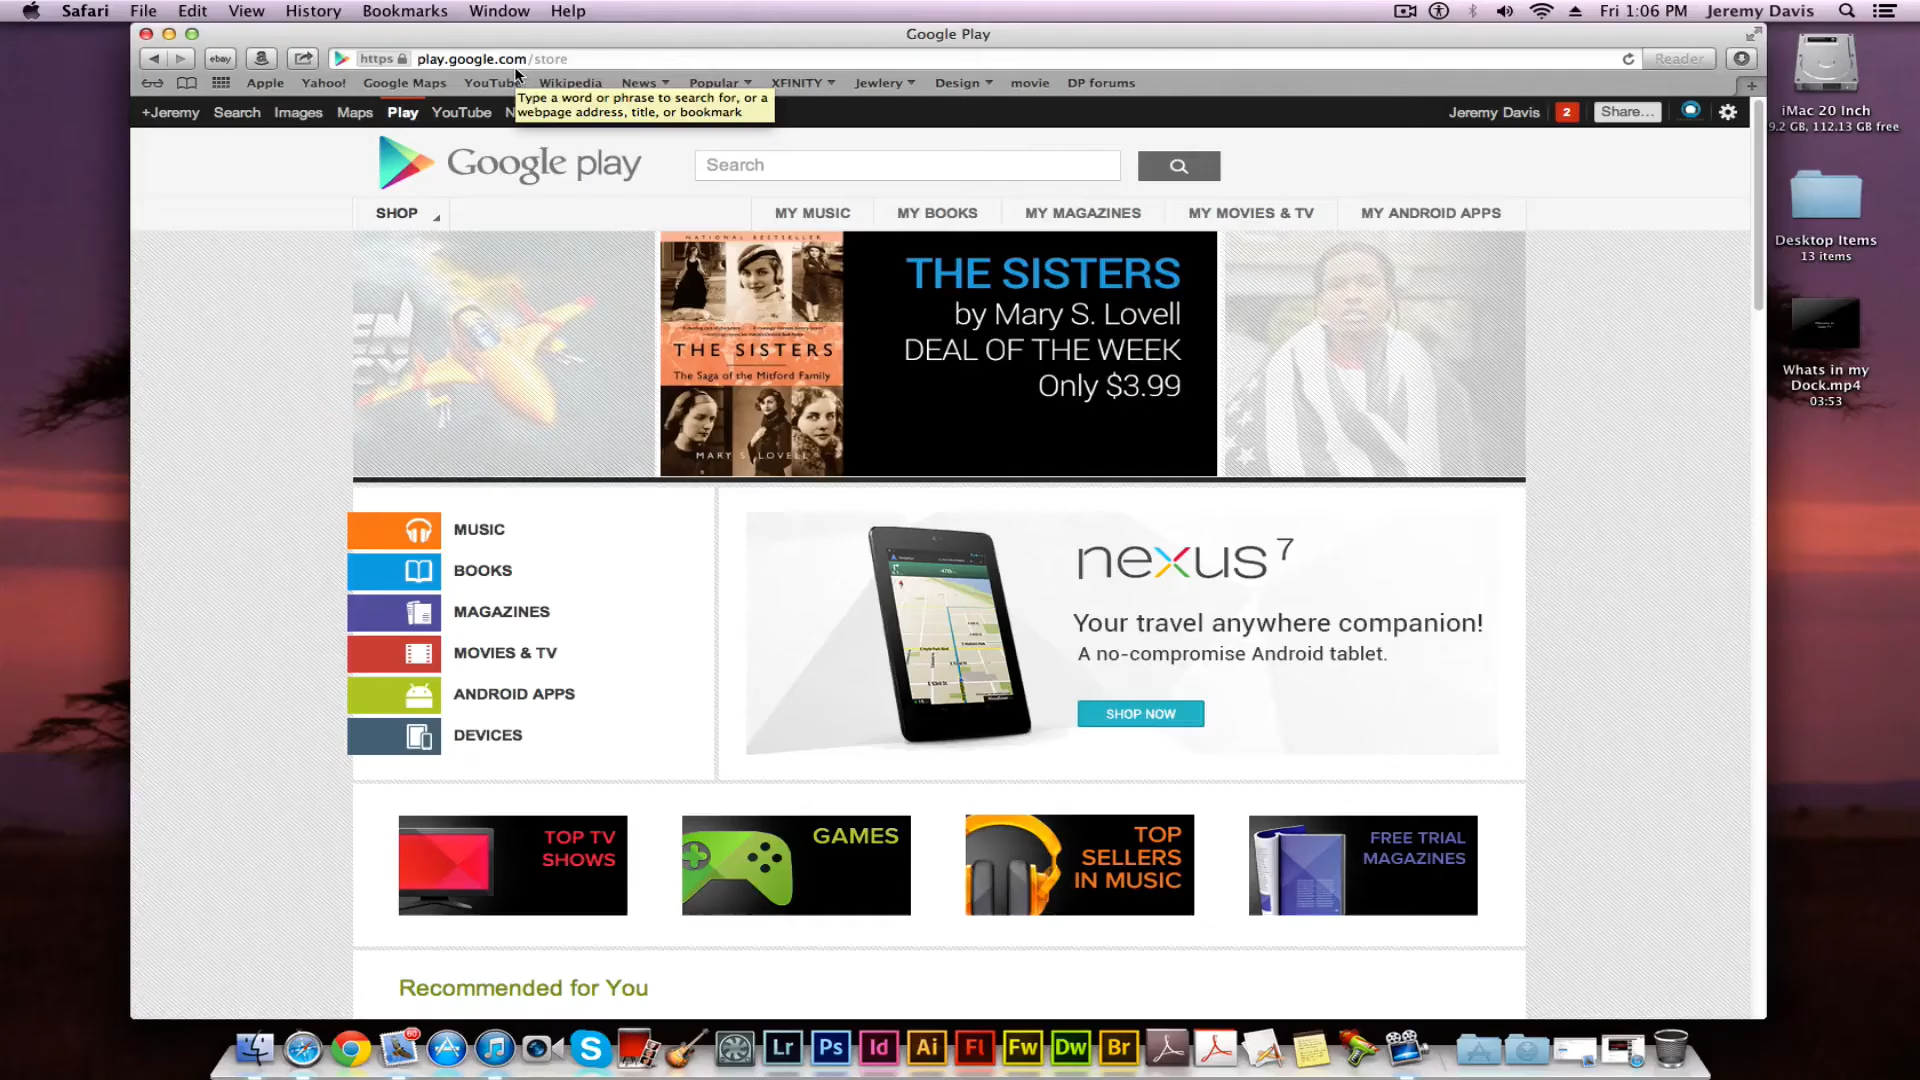 Safari File Edit View History Bookmarks Window Help
Fri 1:06 PM Jeremy Davis
Google Play
ebay
https play.google.com/store
Reader
Apple Yahoo! Google Maps YouTube Wikipedia News Popular XFINITY Jewlery Design movie DP forums
Type a word or phrase to search for, or a
webpage address, title, or bookmark
+Jeremy Search Images Maps Play YouTube
Jeremy Davis 2 Share...
Google play
Search
SHOP
MY MUSIC MY BOOKS MY MAGAZINES MY MOVIES & TV MY ANDROID APPS
NATIONAL BESTSELLER
THE SISTERS
The Saga of the Mitford Family
MARY S. LOVELL
THE SISTERS
by Mary S. Lovell
DEAL OF THE WEEK
Only $3.99
MUSIC
BOOKS
MAGAZINES
MOVIES & TV
ANDROID APPS
DEVICES
nexus 7
Your travel anywhere companion!
A no-compromise Android tablet.
SHOP NOW
TOP TV
SHOWS
GAMES
TOP
SELLERS
IN MUSIC
FREE TRIAL
MAGAZINES
Recommended for You
iMac 20 Inch
9.2 GB, 112.13 GB free
Desktop Items
13 items
Whats in my
Dock.mp4
03:53
60
Lr Ps Id Ai Fl Fw Dw Br